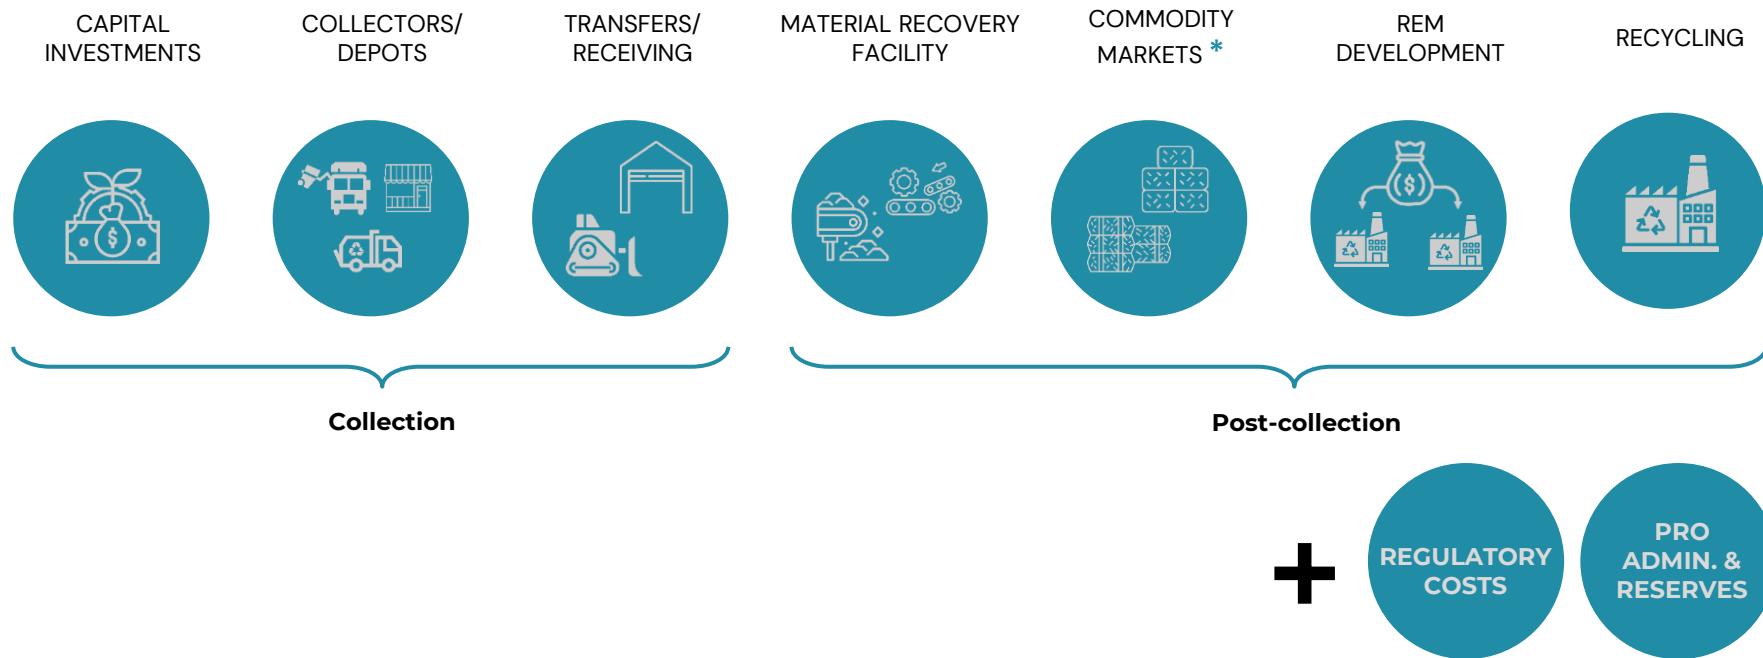 CAPITAL
INVESTMENTS
COLLECTORS/
DEPOTS
TRANSFERS/
RECEIVING
MATERIAL RECOVERY
FACILITY
COMMODITY
MARKETS *
REM
DEVELOPMENT
RECYCLING
$
$
Collection
Post-collection
+
REGULATORY
COSTS
PRO
ADMIN. &
RESERVES